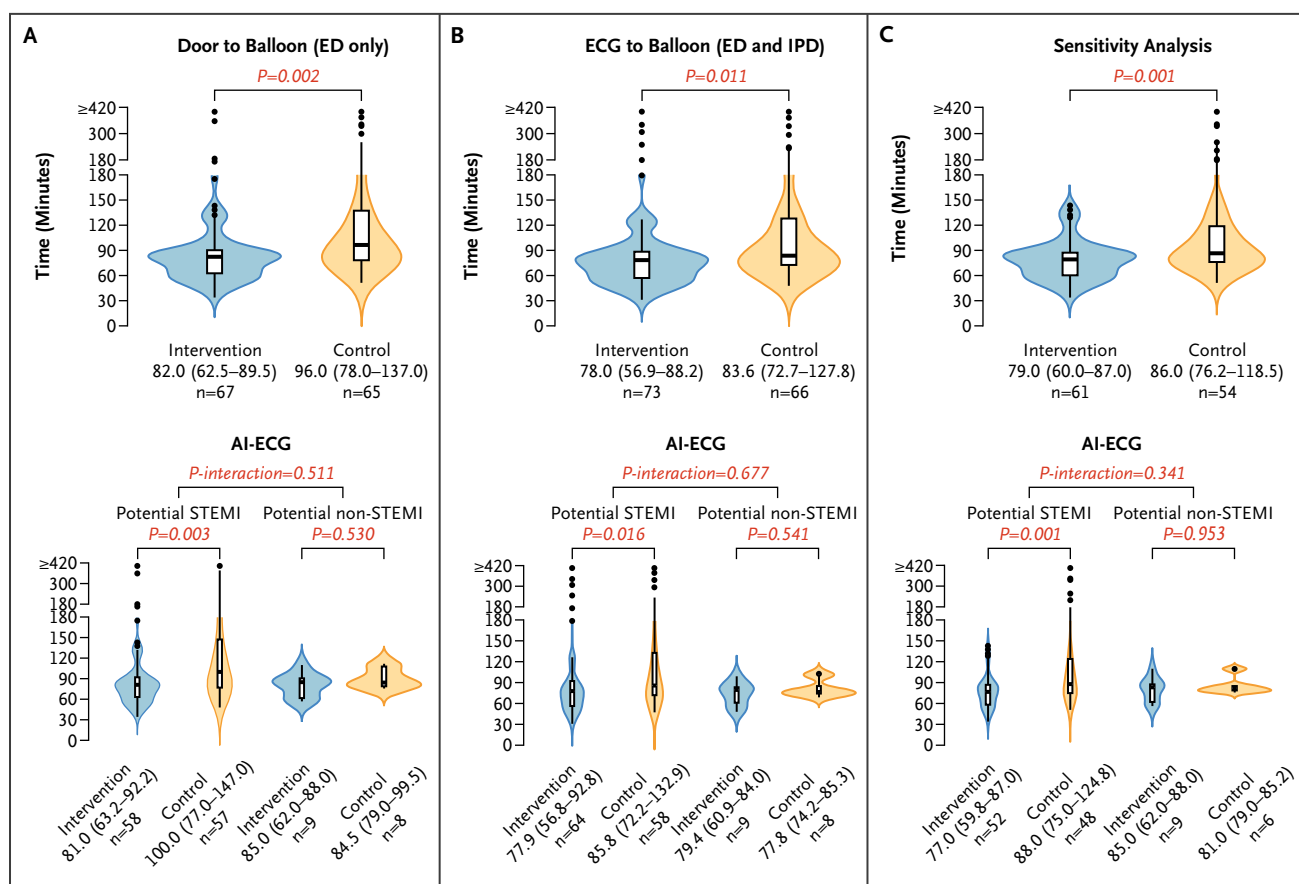 A
Door to Balloon (ED only)
P=0.002
Time (Minutes)
≥420
300
180
180
150
120
90
60
30
0
Intervention
82.0 (62.5–89.5)
n=67
Control
96.0 (78.0–137.0)
n=65
AI-ECG
P-interaction=0.511
Potential STEMI
Potential non-STEMI
P=0.003
P=0.530
≥420
300
180
180
150
120
90
60
30
0
Intervention
81.0 (63.2–92.2)
n=58
Control
100.0 (77.0–147.0)
n=57
Intervention
85.0 (62.0–88.0)
n=9
Control
84.5 (79.0–99.5)
n=8
B
ECG to Balloon (ED and IPD)
P=0.011
Time (Minutes)
≥420
300
180
180
150
120
90
60
30
0
Intervention
78.0 (56.9–88.2)
n=73
Control
83.6 (72.7–127.8)
n=66
AI-ECG
P-interaction=0.677
Potential STEMI
Potential non-STEMI
P=0.016
P=0.541
≥420
300
180
180
150
120
90
60
30
0
Intervention
77.9 (56.8–92.8)
n=64
Control
85.8 (72.2–132.9)
n=58
Intervention
79.4 (60.9–84.0)
n=9
Control
77.8 (74.2–85.3)
n=8
C
Sensitivity Analysis
P=0.001
Time (Minutes)
≥420
300
180
180
150
120
90
60
30
0
Intervention
79.0 (60.0–87.0)
n=61
Control
86.0 (76.2–118.5)
n=54
AI-ECG
P-interaction=0.341
Potential STEMI
Potential non-STEMI
P=0.001
P=0.953
≥420
300
180
180
150
120
90
60
30
0
Intervention
77.0 (59.8–87.0)
n=52
Control
88.0 (75.0–124.8)
n=48
Intervention
85.0 (62.0–88.0)
n=9
Control
81.0 (79.0–85.2)
n=6